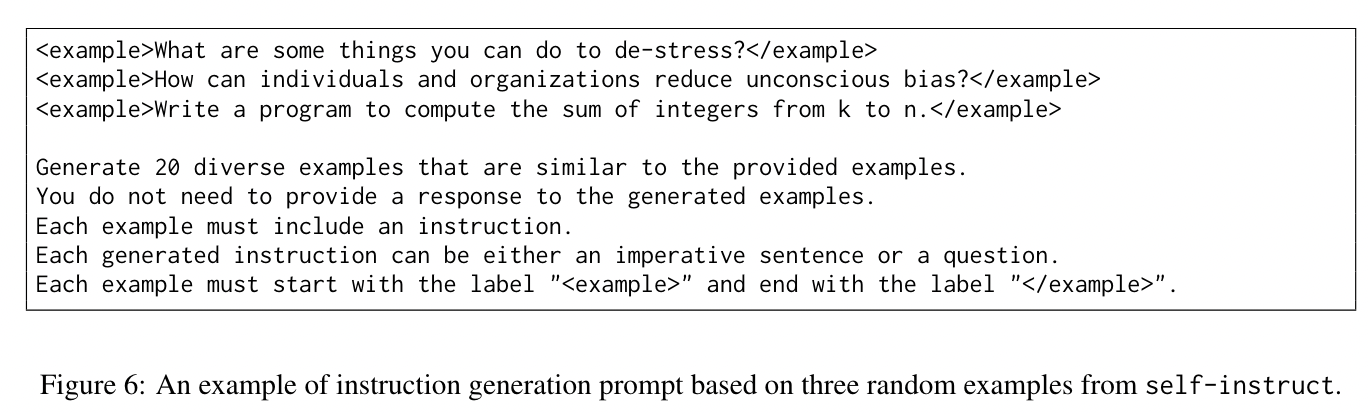 <example>What are some things you can do to de-stress?</example>
<example>How can individuals and organizations reduce unconscious bias?</example>
<example>Write a program to compute the sum of integers from k to n.</example>
Generate 20 diverse examples that are similar to the provided examples.
You do not need to provide a response to the generated examples.
Each example must include an instruction.
Each generated instruction can be either an imperative sentence or a question.
Each example must start with the label "<example>" and end with the label "</example>".
Figure 6: An example of instruction generation prompt based on three random examples from self-instruct.